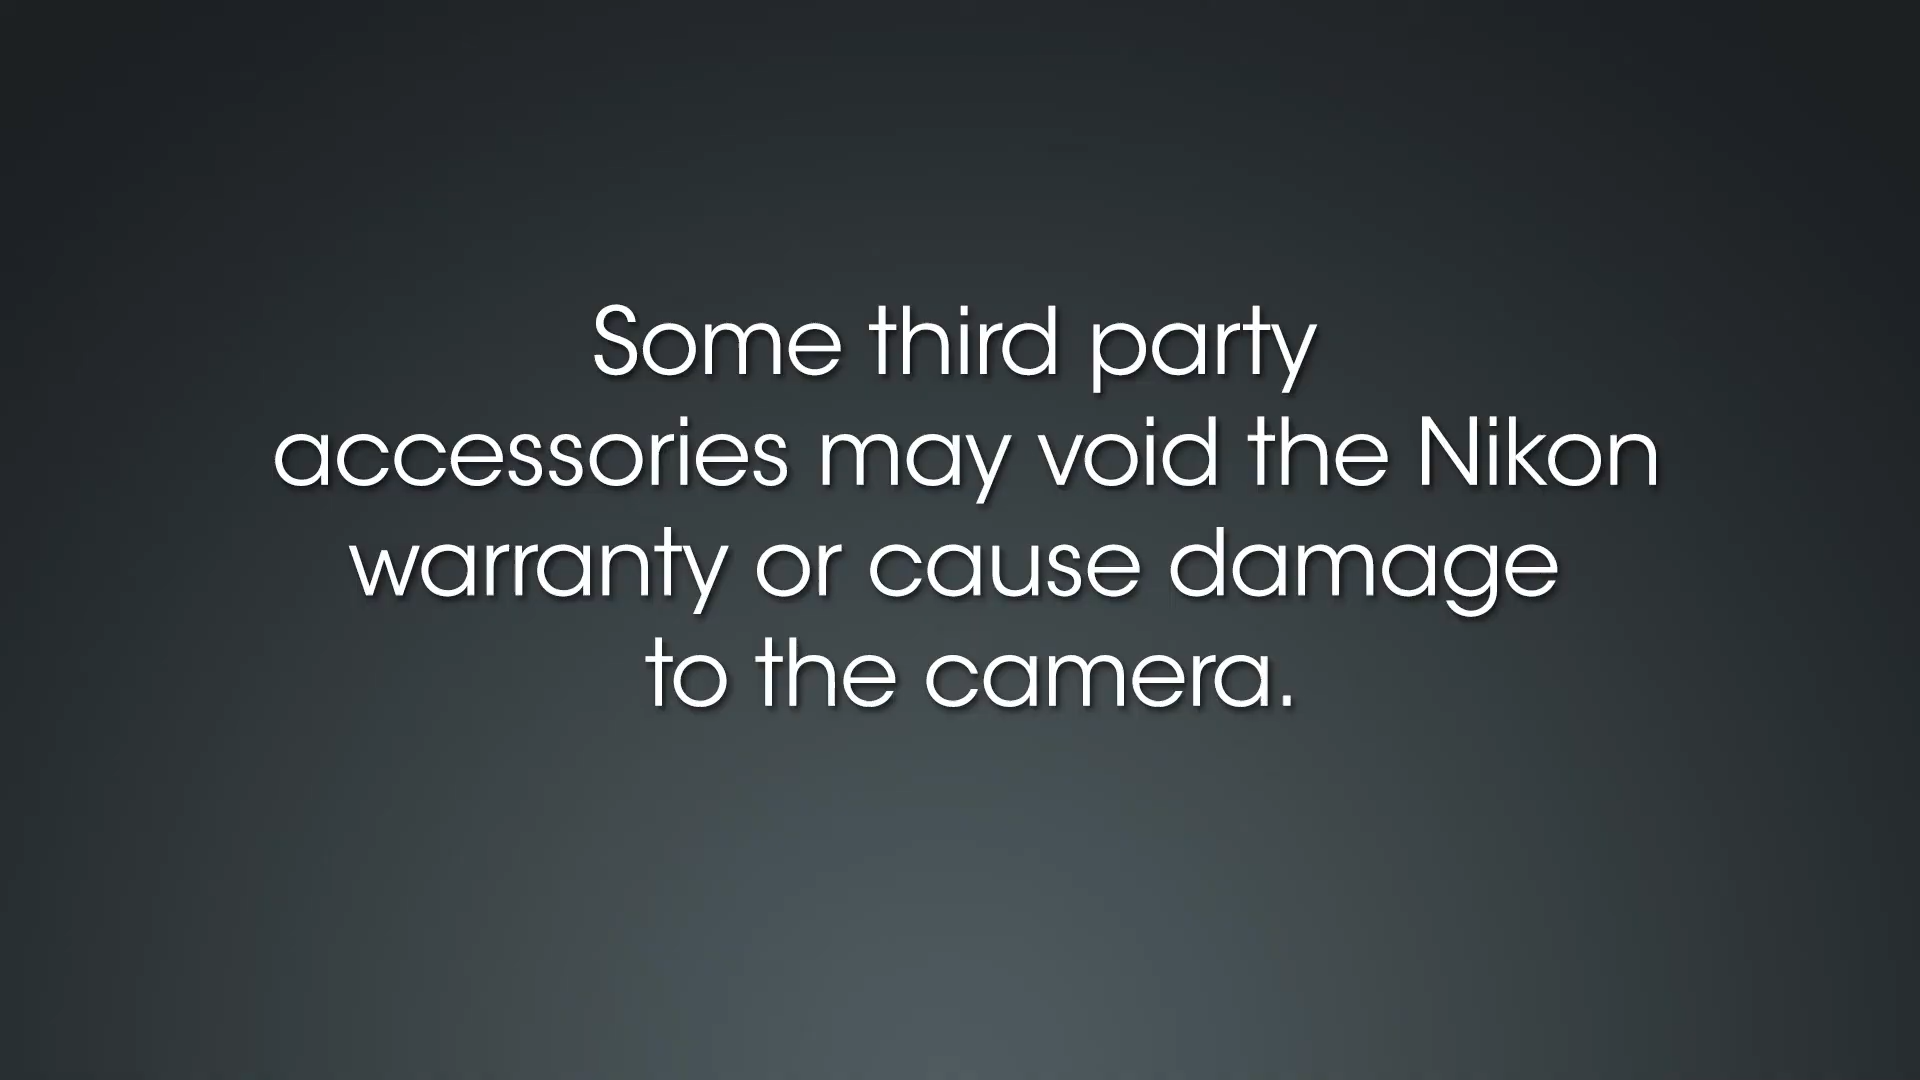 Some third party
accessories may void the Nikon
warranty or cause damage
to the camera.